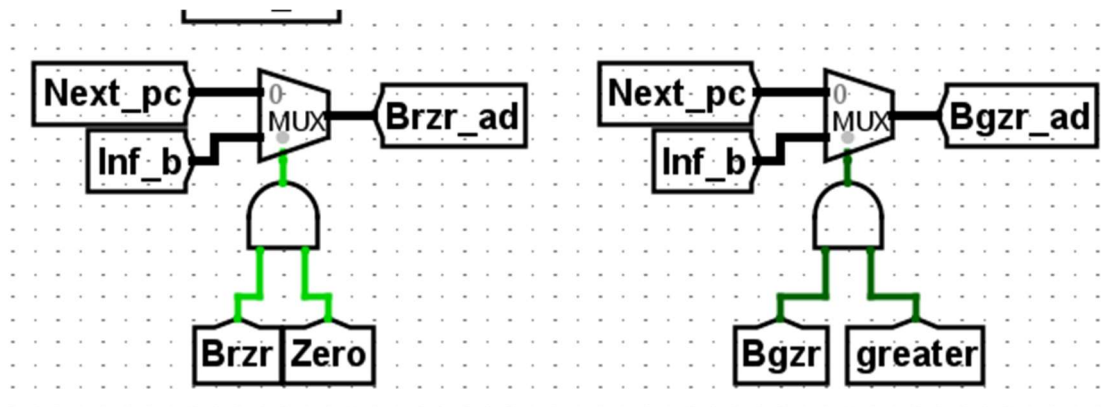 Next_pc
0
MUX
Brzr_ad
Inf_b
Brzr
Zero
Next_pc
0
MUX
Bgzr_ad
Inf_b
Bgzr
greater